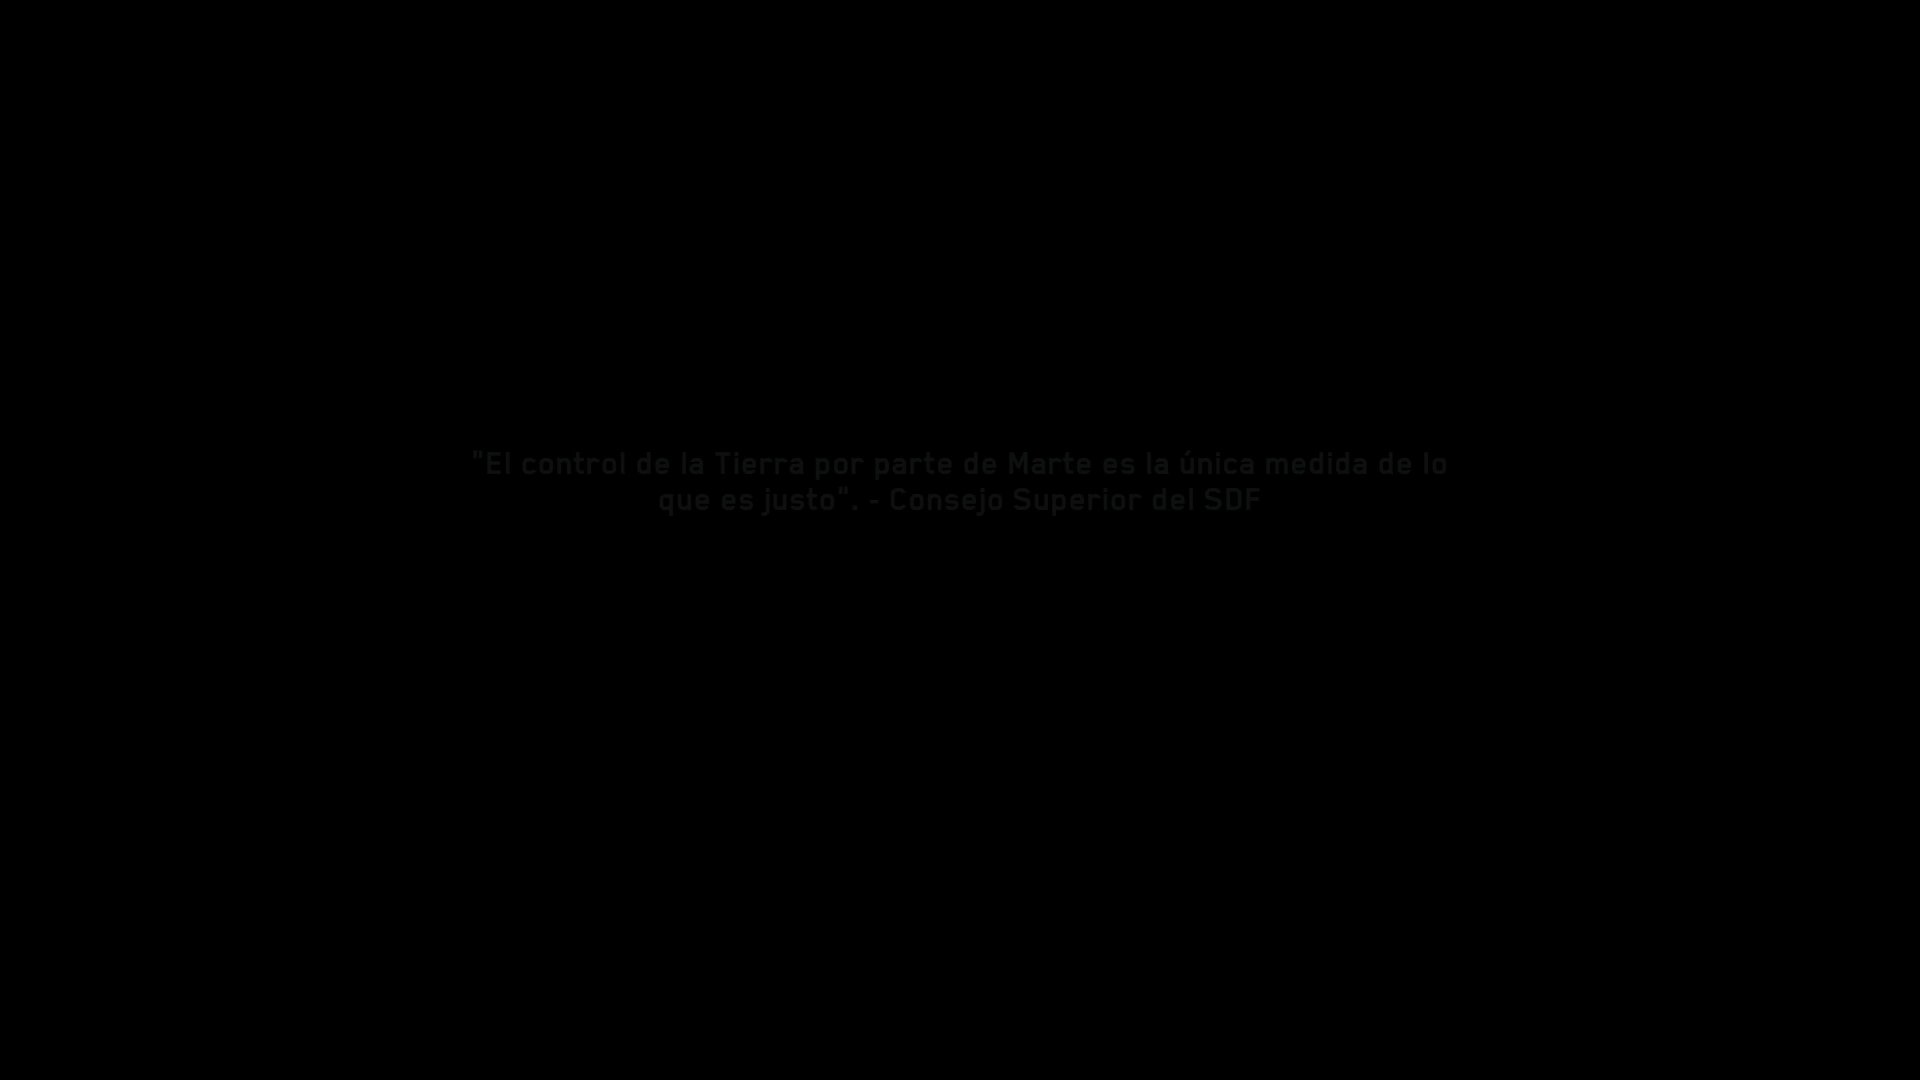 "El control de la Tierra por parte de Marte es la única medida de lo
que es justo". - Consejo Superior del SDF